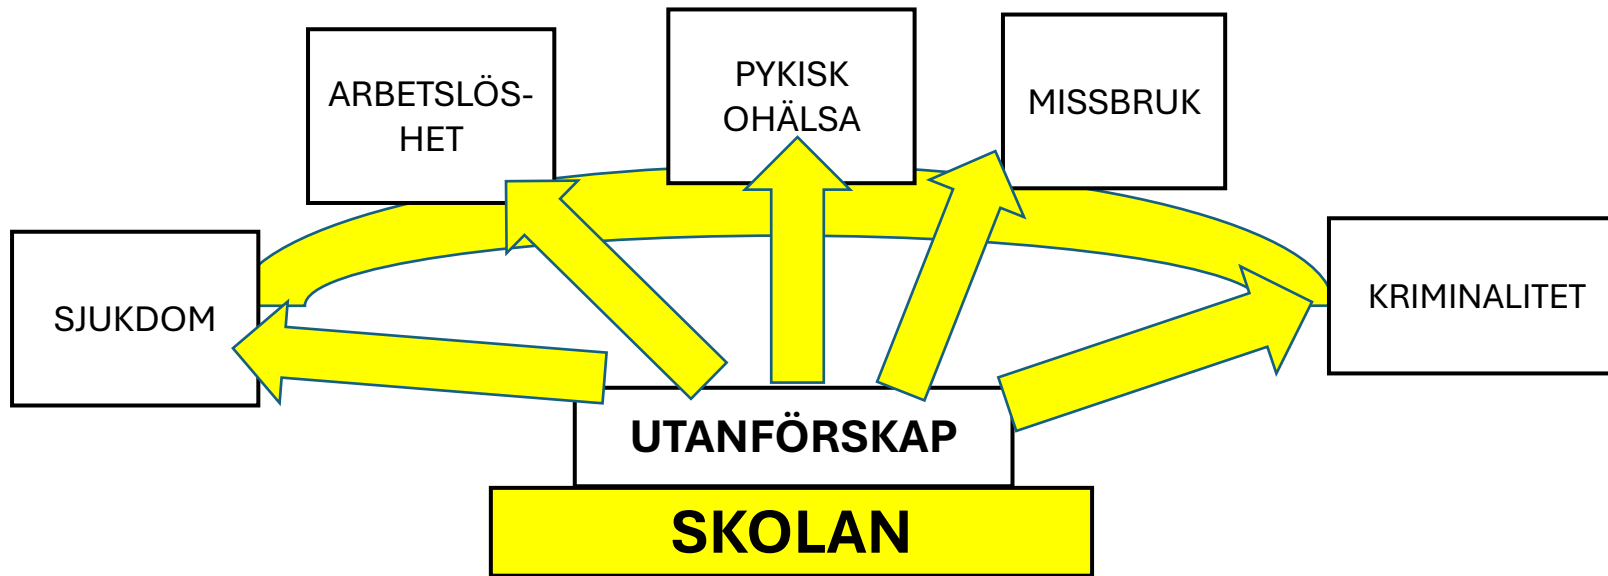 ARBETSLÖS-
HET
PYKISK
OHÄLSA
MISSBRUK
SJUKDOM
KRIMINALITET
UTANFÖRSKAP
SKOLAN